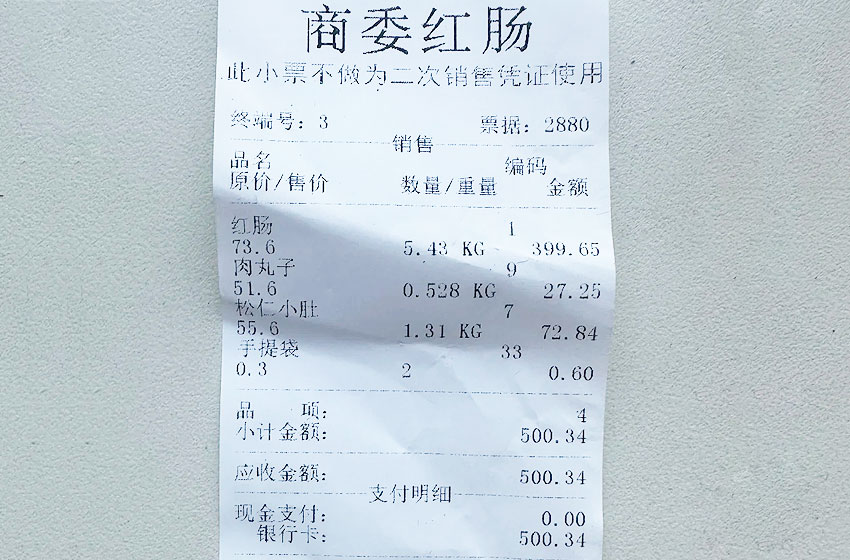 商委红肠
此小票不做为二次销售凭证使用
终端号：3 票据：2880
销售
品名 编码
原价/售价 数量/重量 金额
红肠 1
73.6 5.43 KG 399.65
肉丸子 9
51.6 0.528 KG 27.25
松仁小肚 7
55.6 1.31 KG 72.84
手提袋 33
0.3 2 0.60
品 项： 4
小计金额： 500.34
应收金额： 500.34
支付明细
现金支付： 0.00
银行卡： 500.34